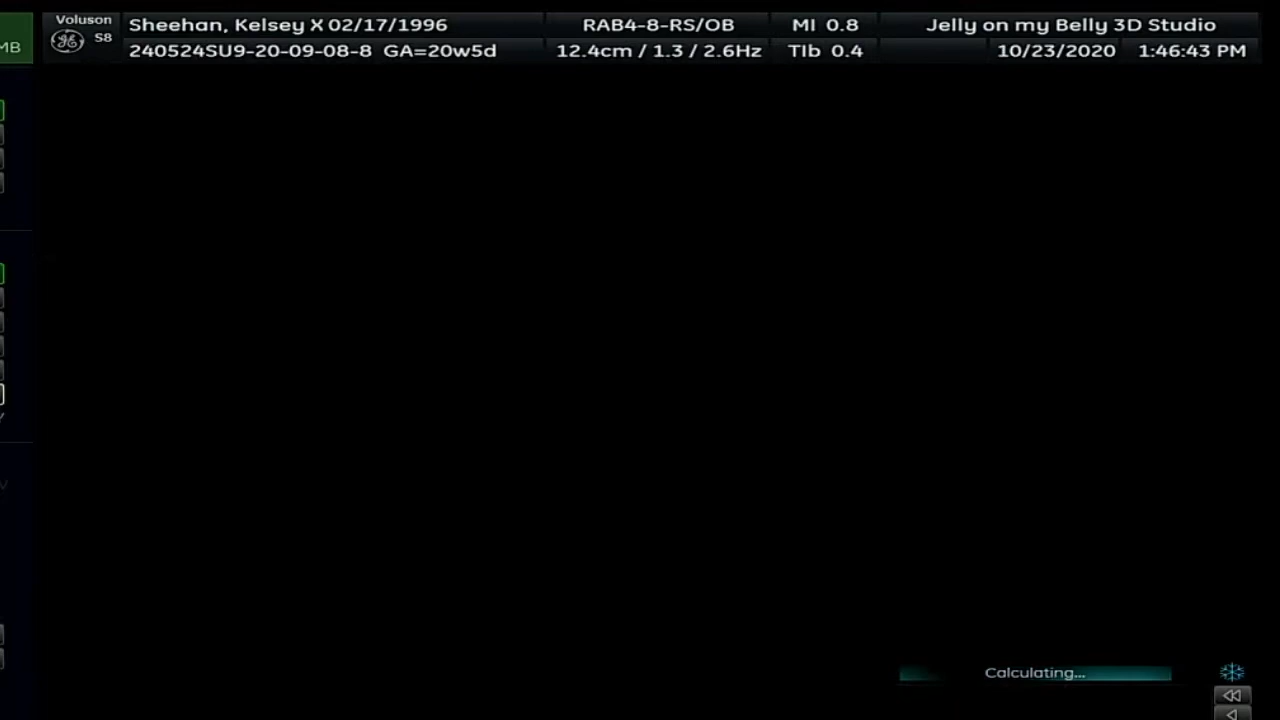 Voluson
S8
Sheehan, Kelsey X 02/17/1996
RAB4-8-RS/OB
MI 0.8
Jelly on my Belly 3D Studio
MB
240524SU9-20-09-08-8 GA=20w5d
12.4cm / 1.3 / 2.6Hz
TIb 0.4
10/23/2020 1:46:43 PM
Calculating...